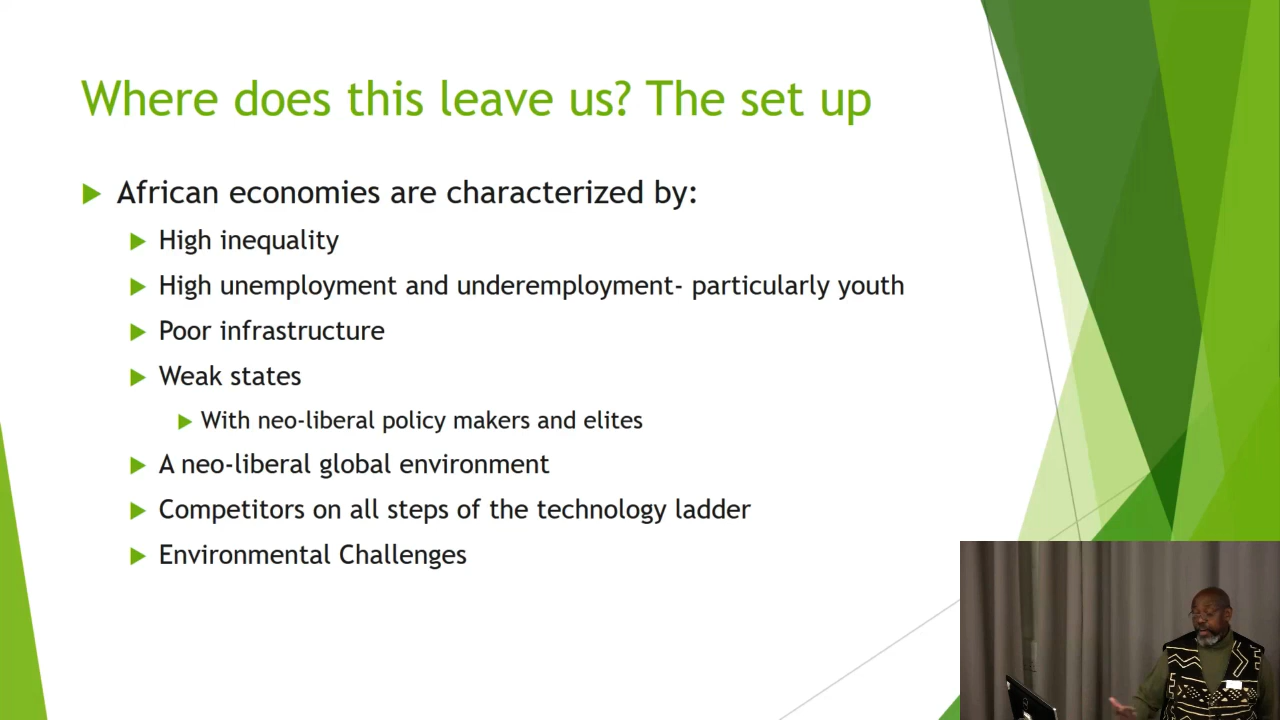 Where does this leave us? The set up
African economies are characterized by:
High inequality
High unemployment and underemployment- particularly youth
Poor infrastructure
Weak states
With neo-liberal policy makers and elites
A neo-liberal global environment
Competitors on all steps of the technology ladder
Environmental Challenges